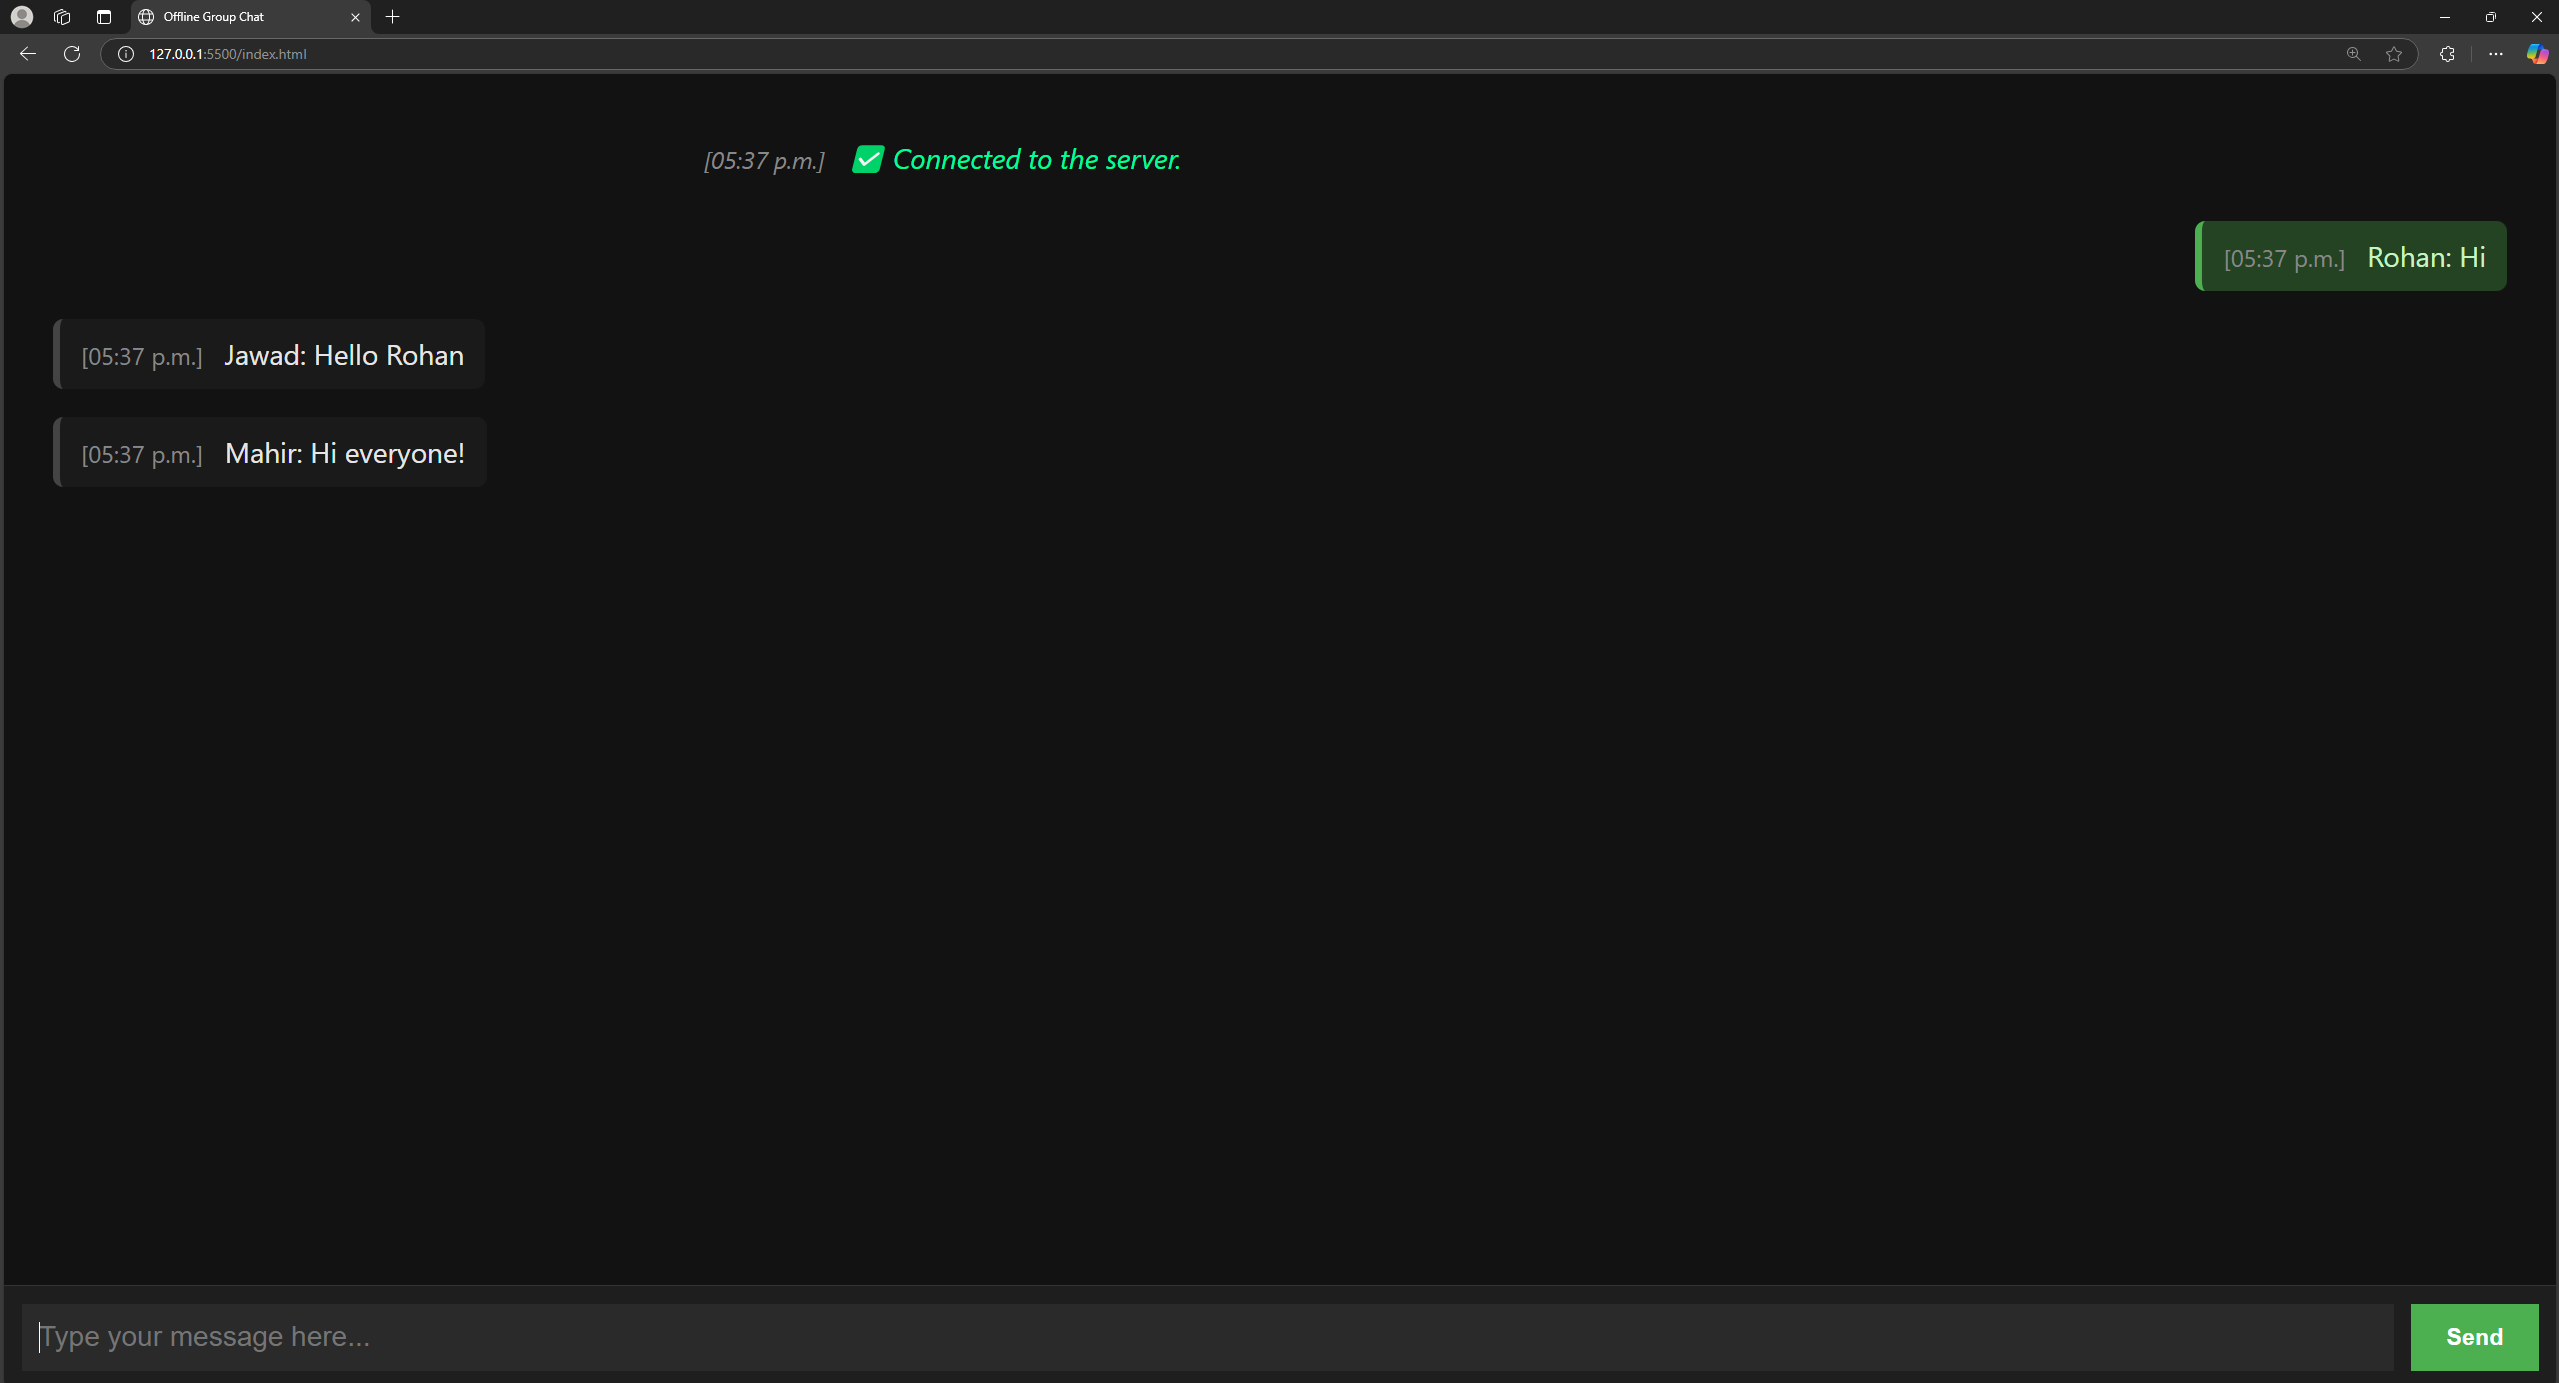 Offline Group Chat
127.0.0.1:5500/index.html
[05:37 p.m.] ✅ Connected to the server.
[05:37 p.m.] Rohan: Hi
[05:37 p.m.] Jawad: Hello Rohan
[05:37 p.m.] Mahir: Hi everyone!
Type your message here...
Send